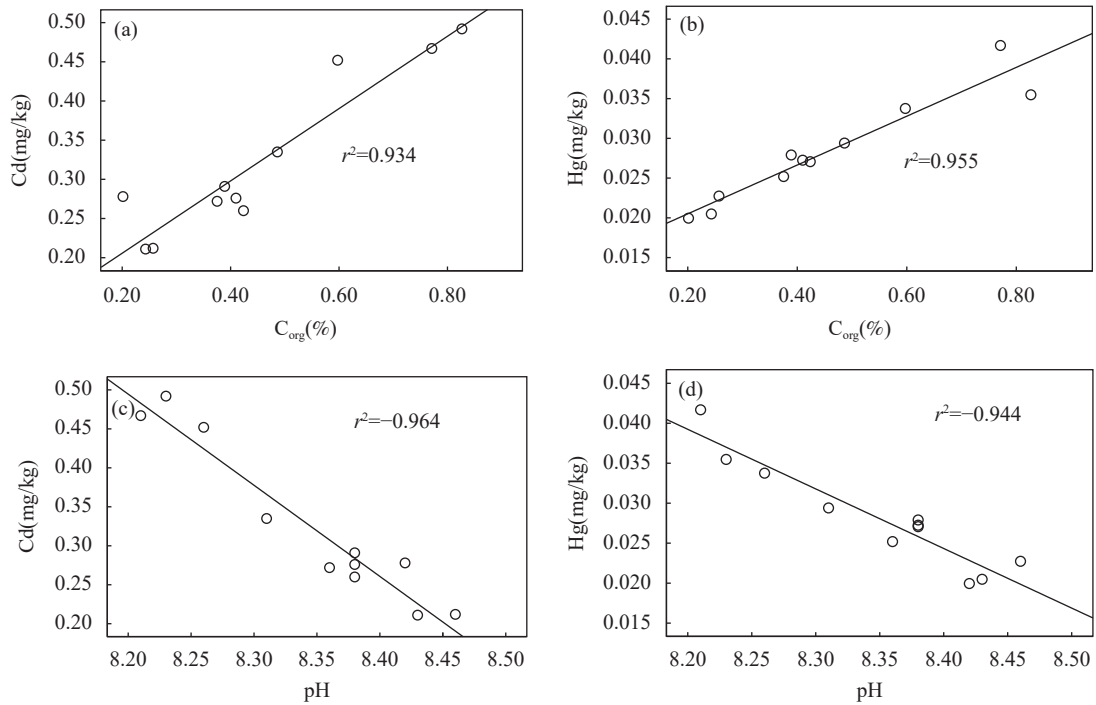 (a)
Cd(mg/kg)
0.50
0.45
0.40
0.35
0.30
0.25
0.20
r²=0.934
0.20 0.40 0.60 0.80
C_org(%)
(b)
Hg(mg/kg)
0.045
0.040
0.035
0.030
0.025
0.020
0.015
r²=0.955
0.20 0.40 0.60 0.80
C_org(%)
(c)
Cd(mg/kg)
0.50
0.45
0.40
0.35
0.30
0.25
0.20
r²=−0.964
8.20 8.25 8.30 8.35 8.40 8.45 8.50
pH
(d)
Hg(mg/kg)
0.045
0.040
0.035
0.030
0.025
0.020
0.015
r²=−0.944
8.20 8.25 8.30 8.35 8.40 8.45 8.50
pH